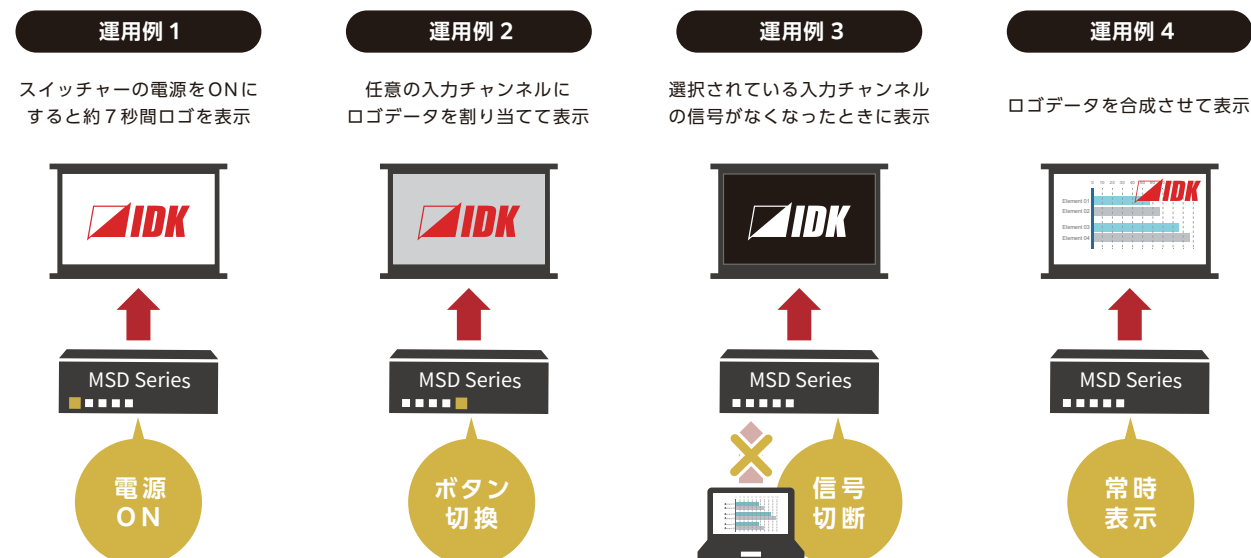 運用例 1
スイッチャーの電源をONに
すると約7秒間ロゴを表示
IDK
MSD Series
電源
ON
運用例 2
任意の入力チャンネルに
ロゴデータを割り当てて表示
IDK
MSD Series
ボタン
切換
運用例 3
選択されている入力チャンネル
の信号がなくなったときに表示
IDK
MSD Series
信号
切断
運用例 4
ロゴデータを合成させて表示
IDK
Element 01
Element 02
Element 03
Element 04
MSD Series
常時
表示